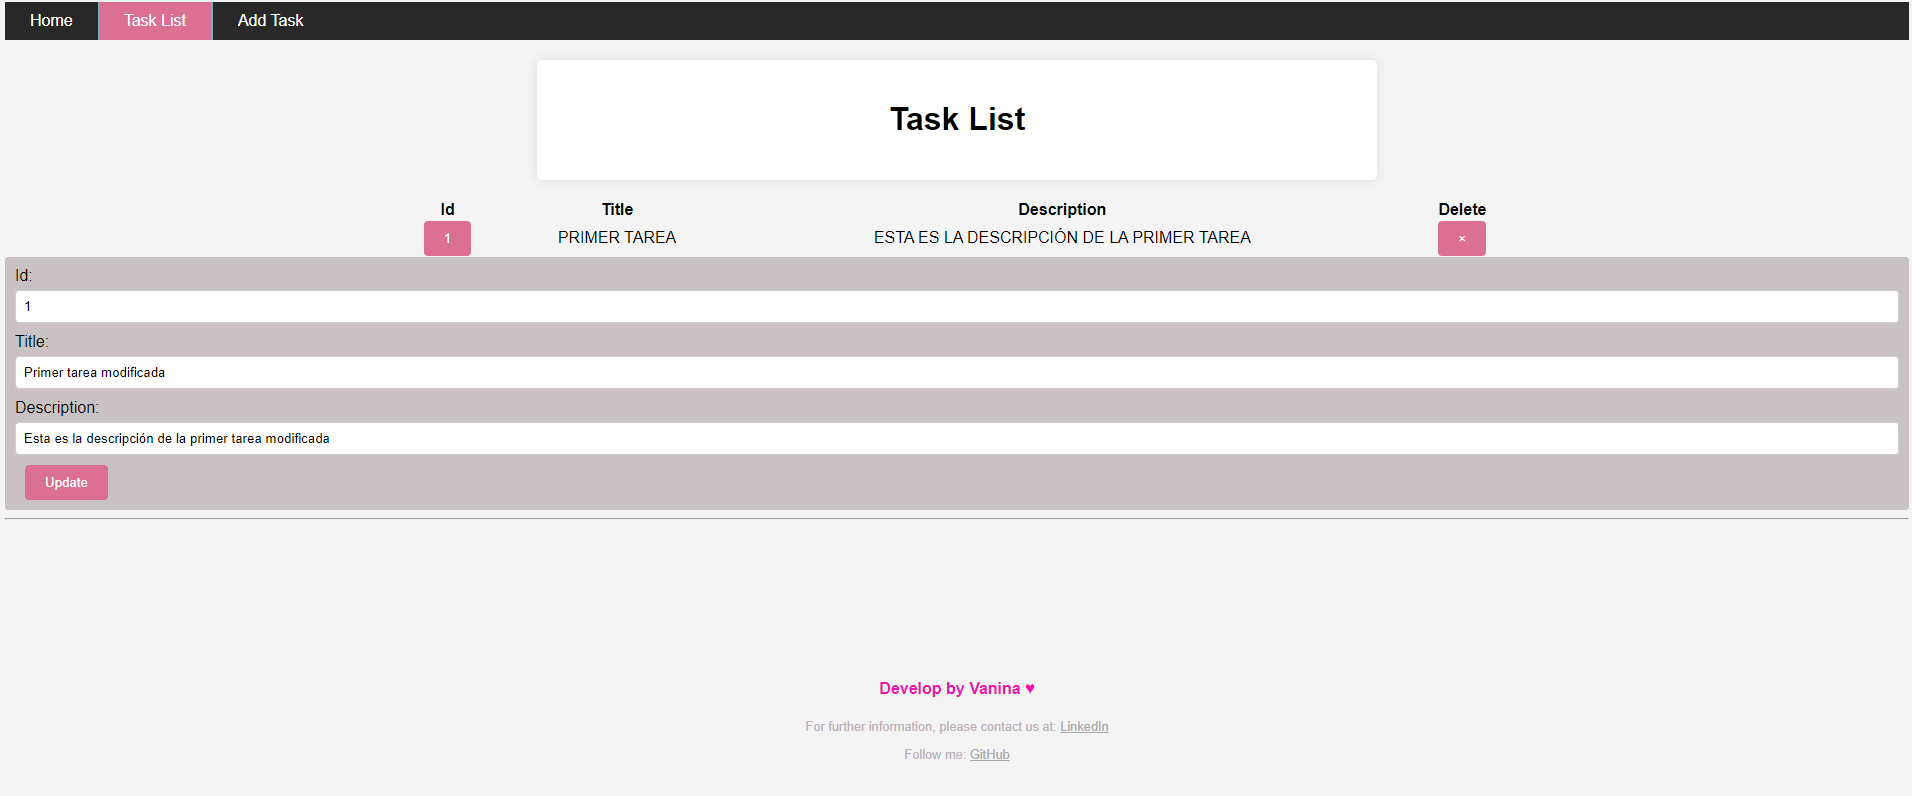 Home Task List Add Task
Task List
Id Title Description Delete
1 PRIMER TAREA ESTA ES LA DESCRIPCIÓN DE LA PRIMER TAREA ×
Id:
1
Title:
Primer tarea modificada
Description:
Esta es la descripción de la primer tarea modificada
Update
Develop by Vanina ♥
For further information, please contact us at: LinkedIn
Follow me: GitHub